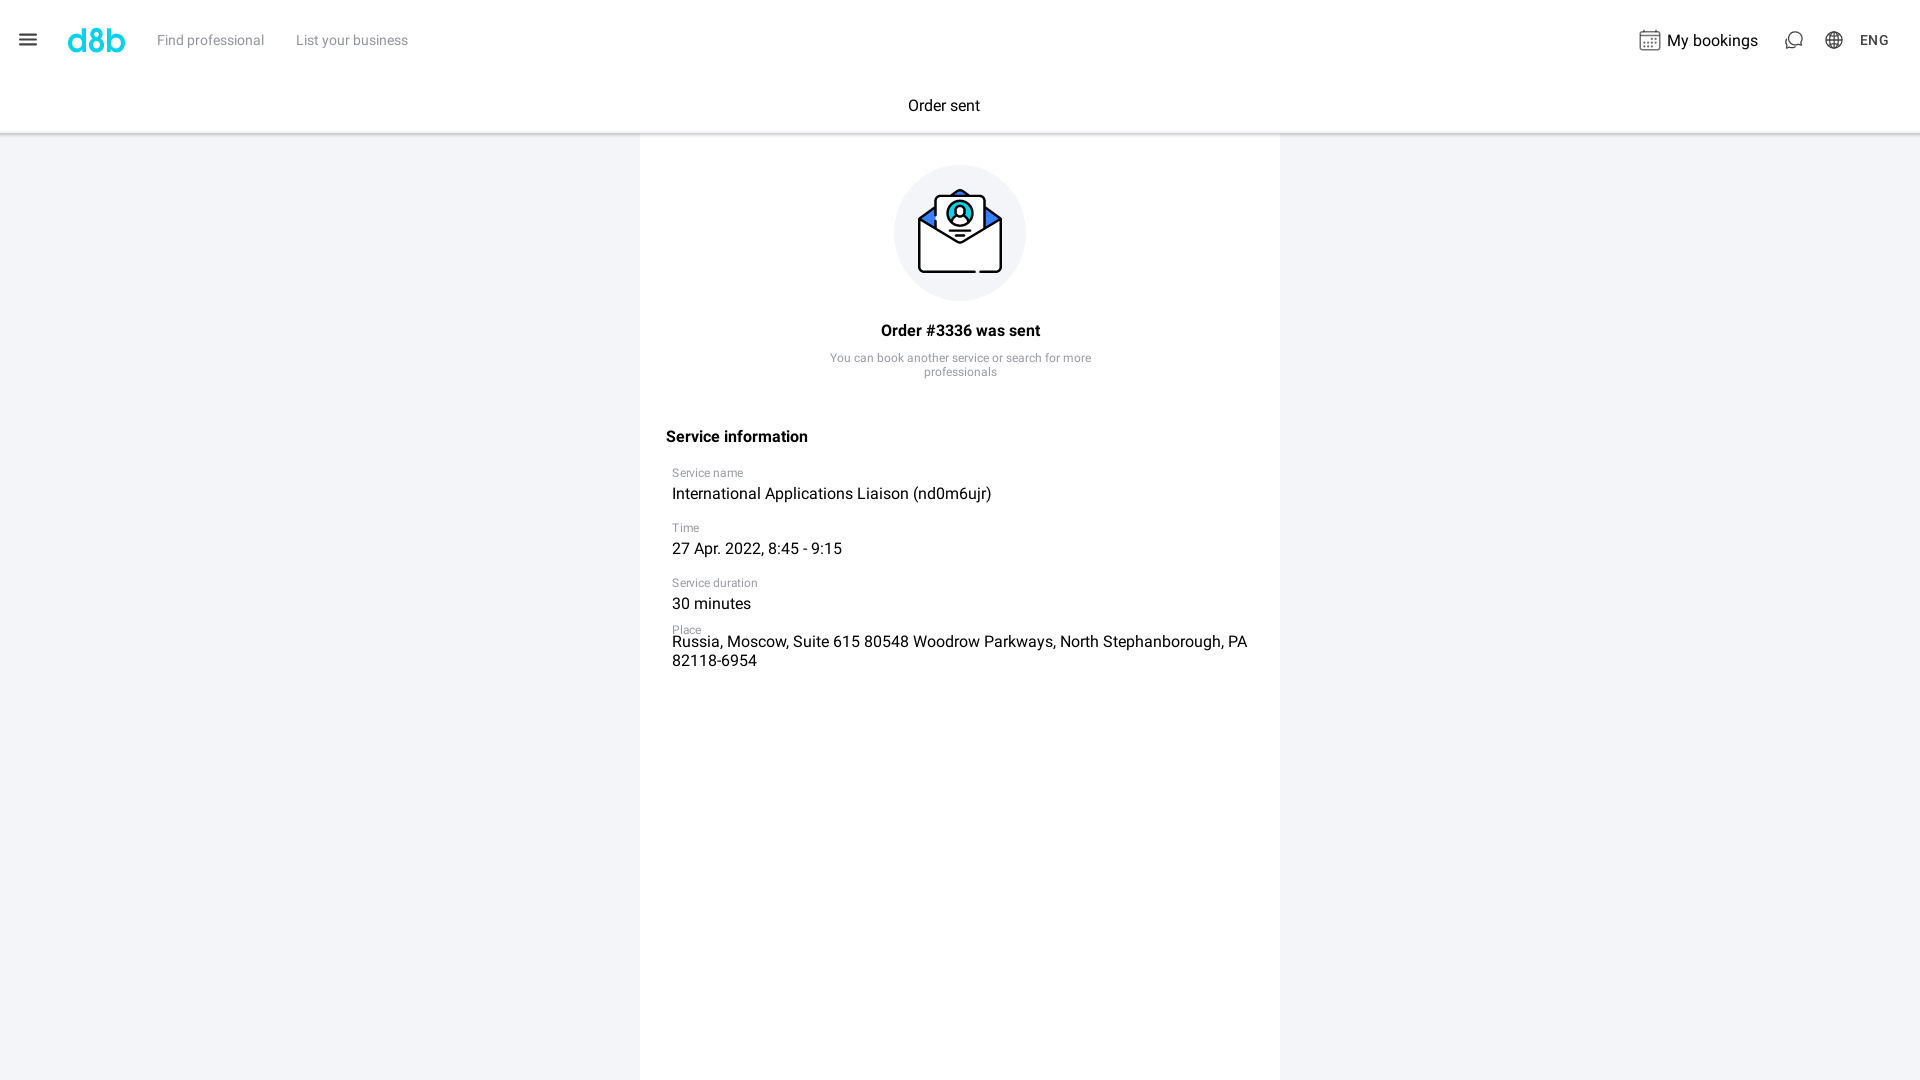 d8b
Find professional
List your business
My bookings
ENG
Order sent
Order #3336 was sent
You can book another service or search for more
professionals
Service information
Service name
International Applications Liaison (nd0m6ujr)
Time
27 Apr. 2022, 8:45 - 9:15
Service duration
30 minutes
Place
Russia, Moscow, Suite 615 80548 Woodrow Parkways, North Stephanborough, PA
82118-6954